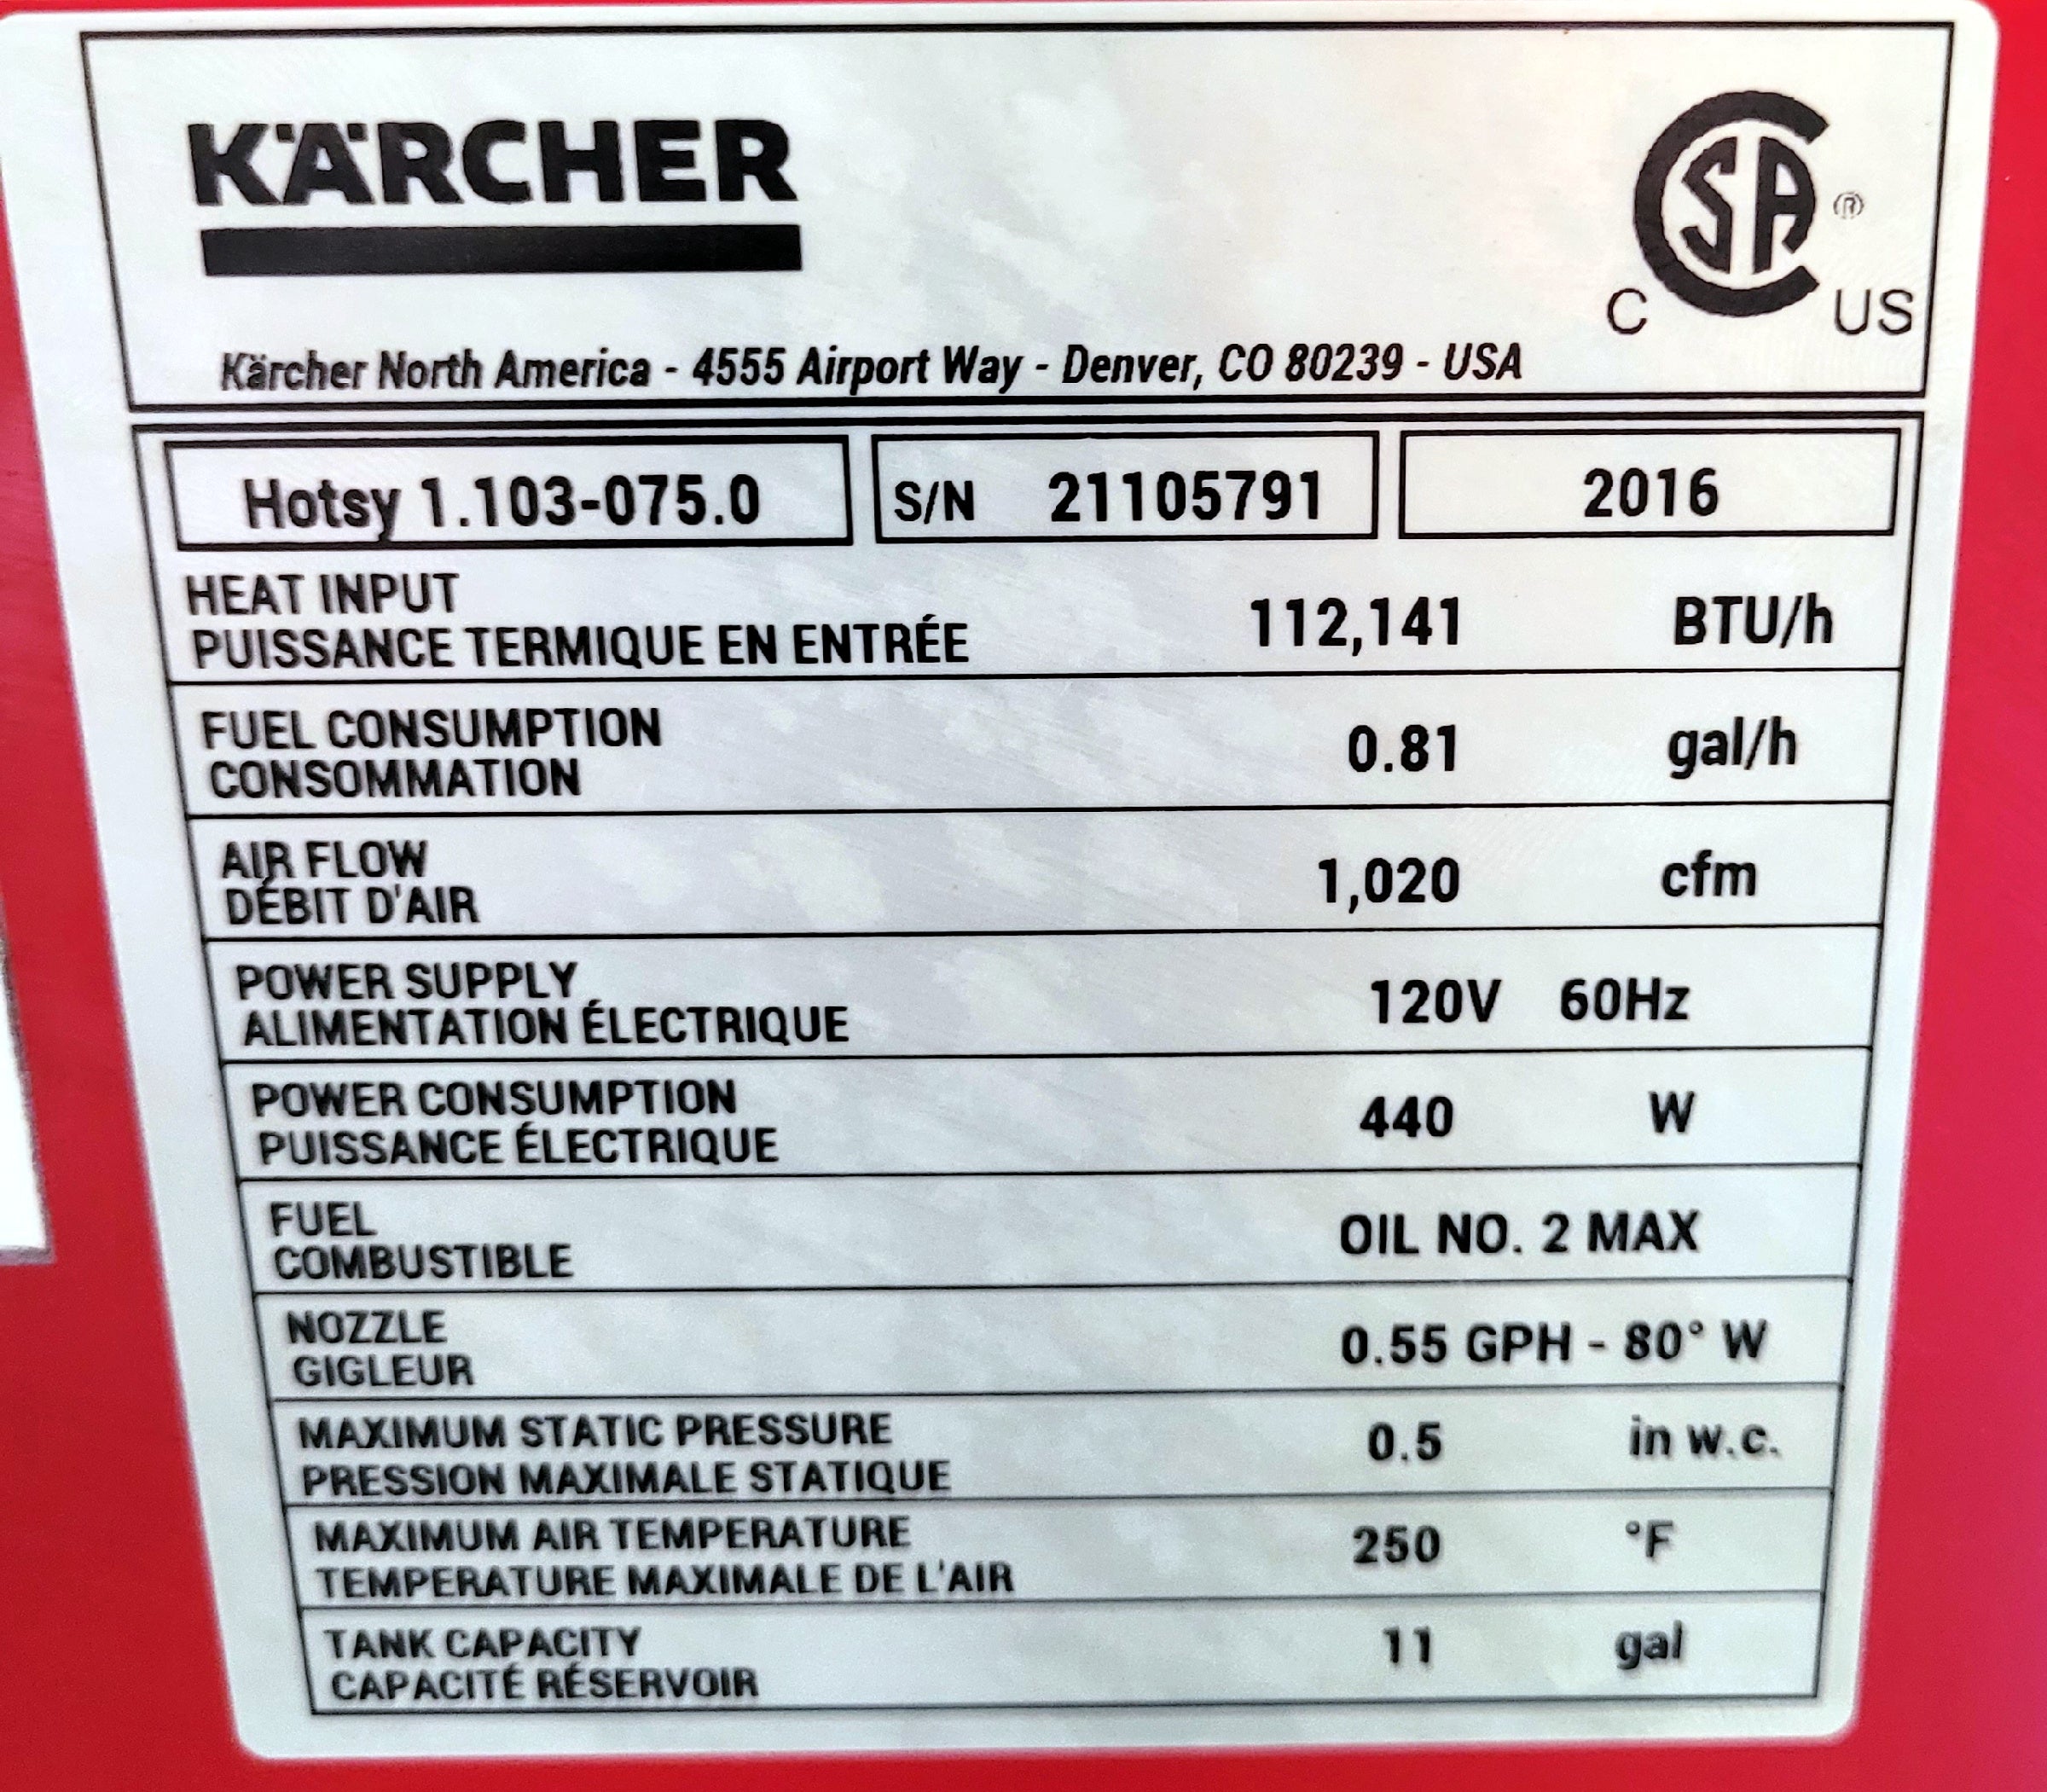 KÄRCHER
CSA ®
C US
Kärcher North America - 4555 Airport Way - Denver, CO 80239 - USA
Hotsy 1.103-075.0 S/N 21105791 2016
HEAT INPUT
PUISSANCE TERMIQUE EN ENTRÉE 112,141 BTU/h
FUEL CONSUMPTION
CONSOMMATION 0.81 gal/h
AIR FLOW
DÉBIT D'AIR 1,020 cfm
POWER SUPPLY
ALIMENTATION ÉLECTRIQUE 120V 60Hz
POWER CONSUMPTION
PUISSANCE ÉLECTRIQUE 440 W
FUEL
COMBUSTIBLE OIL NO. 2 MAX
NOZZLE
GIGLEUR 0.55 GPH - 80° W
MAXIMUM STATIC PRESSURE
PRESSION MAXIMALE STATIQUE 0.5 in w.c.
MAXIMUM AIR TEMPERATURE
TEMPERATURE MAXIMALE DE L'AIR 250 °F
TANK CAPACITY
CAPACITÉ RÉSERVOIR 11 gal